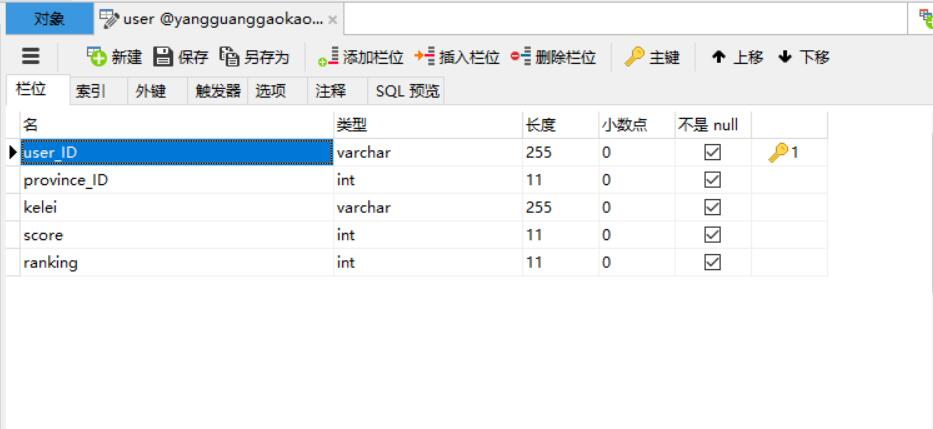 对象 user @yangguanggaokao...
新建 保存 另存为 添加栏位 插入栏位 删除栏位 主键 上移 下移
栏位 索引 外键 触发器 选项 注释 SQL 预览
名 类型 长度 小数点 不是 null
user_ID varchar 255 0 1
province_ID int 11 0
kelei varchar 255 0
score int 11 0
ranking int 11 0